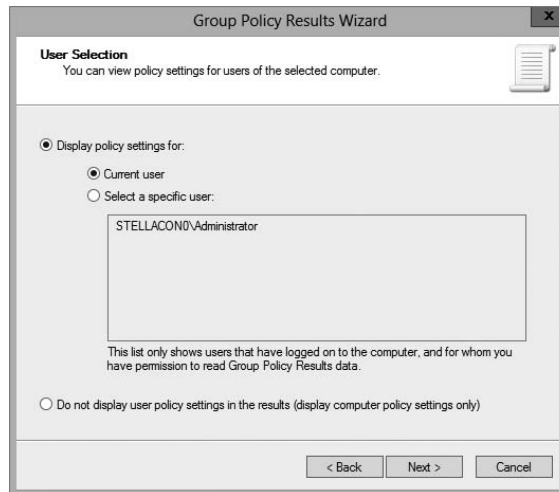 Group Policy Results Wizard
x
User Selection
You can view policy settings for users of the selected computer.
Display policy settings for:
Current user
Select a specific user:
STELLACON0\Administrator
This list only shows users that have logged on to the computer, and for whom you
have permission to read Group Policy Results data.
Do not display user policy settings in the results (display computer policy settings only)
< Back Next > Cancel